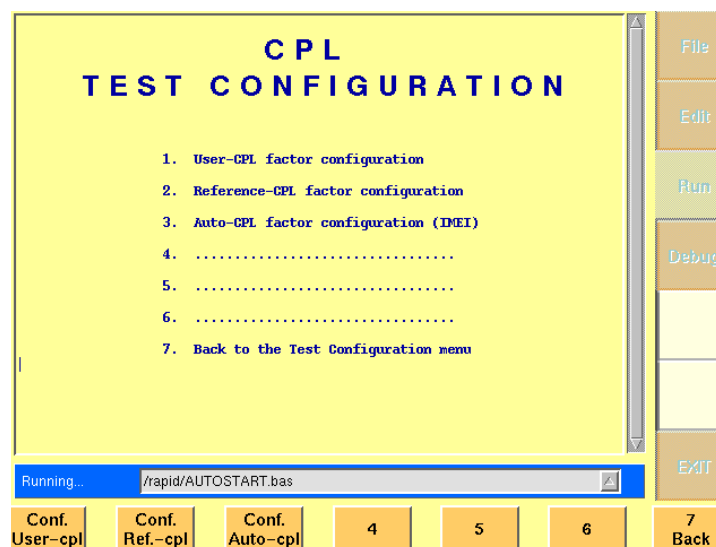 CPL
TEST CONFIGURATION
1. User-CPL factor configuration
2. Reference-CPL factor configuration
3. Auto-CPL factor configuration (IMEI)
4. .................................
5. .................................
6. .................................
7. Back to the Test Configuration menu
File
Edit
Run
Debug
EXIT
Running...
/rapid/AUTOSTART.bas
Conf. User-cpl
Conf. Ref.-cpl
Conf. Auto-cpl
4
5
6
7 Back